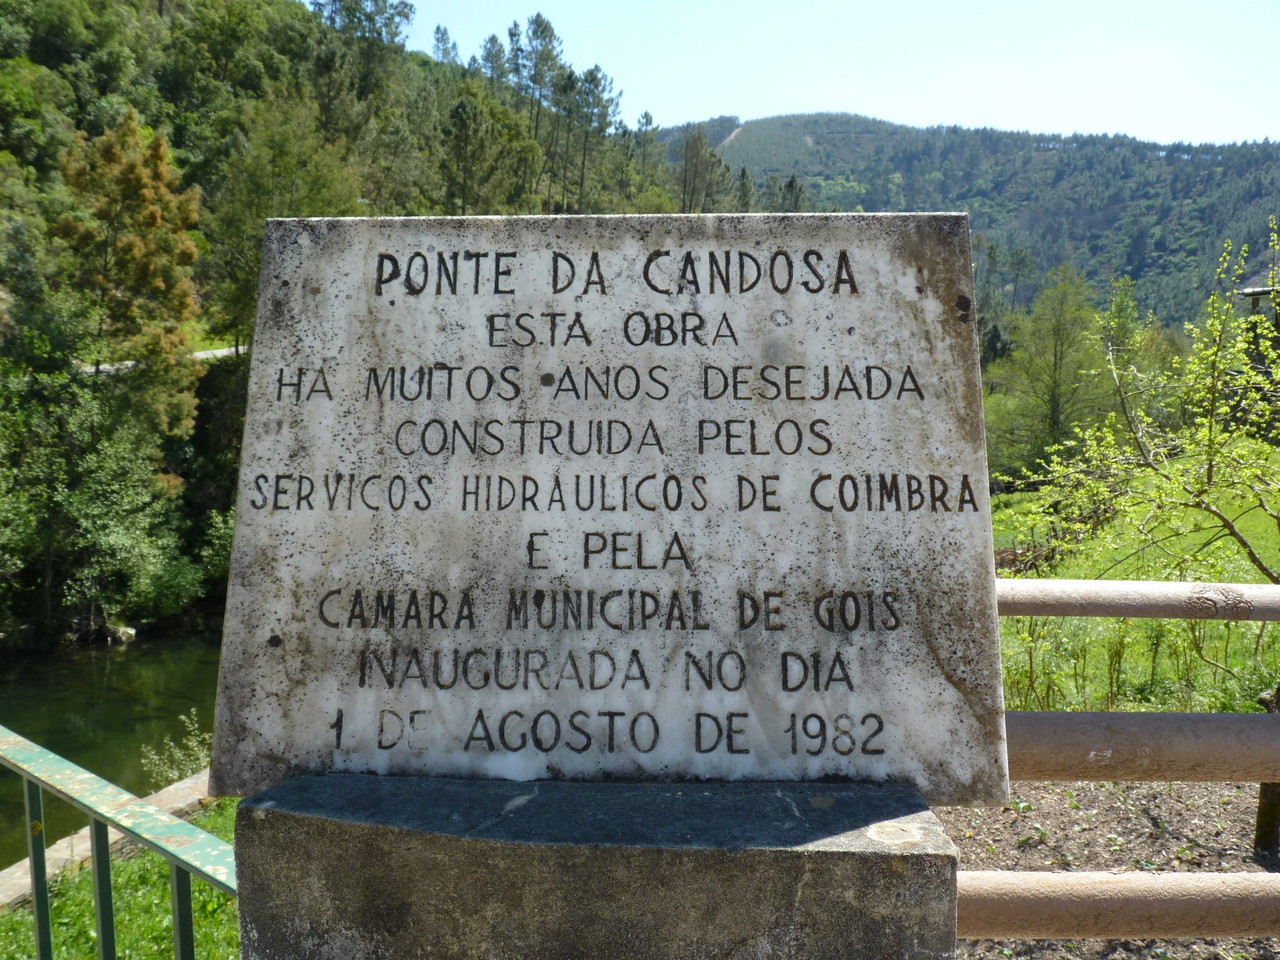 PONTE DA CANDOSA
ESTA OBRA
HA MUITOS ANOS DESEJADA
CONSTRUIDA PELOS
SERVICOS HIDRÁULICOS DE COIMBRA
E PELA
CAMARA MUNICIPAL DE GOIS
INAUGURADA NO DIA
1 DE AGOSTO DE 1982